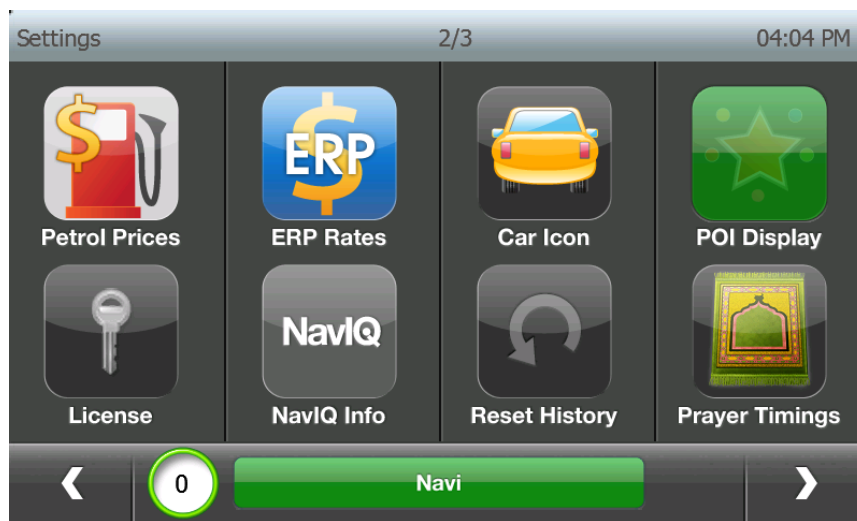 Settings 2/3 04:04 PM
$ ERP $
Petrol Prices ERP Rates Car Icon POI Display
NavIQ
License NavIQ Info Reset History Prayer Timings
0 Navi